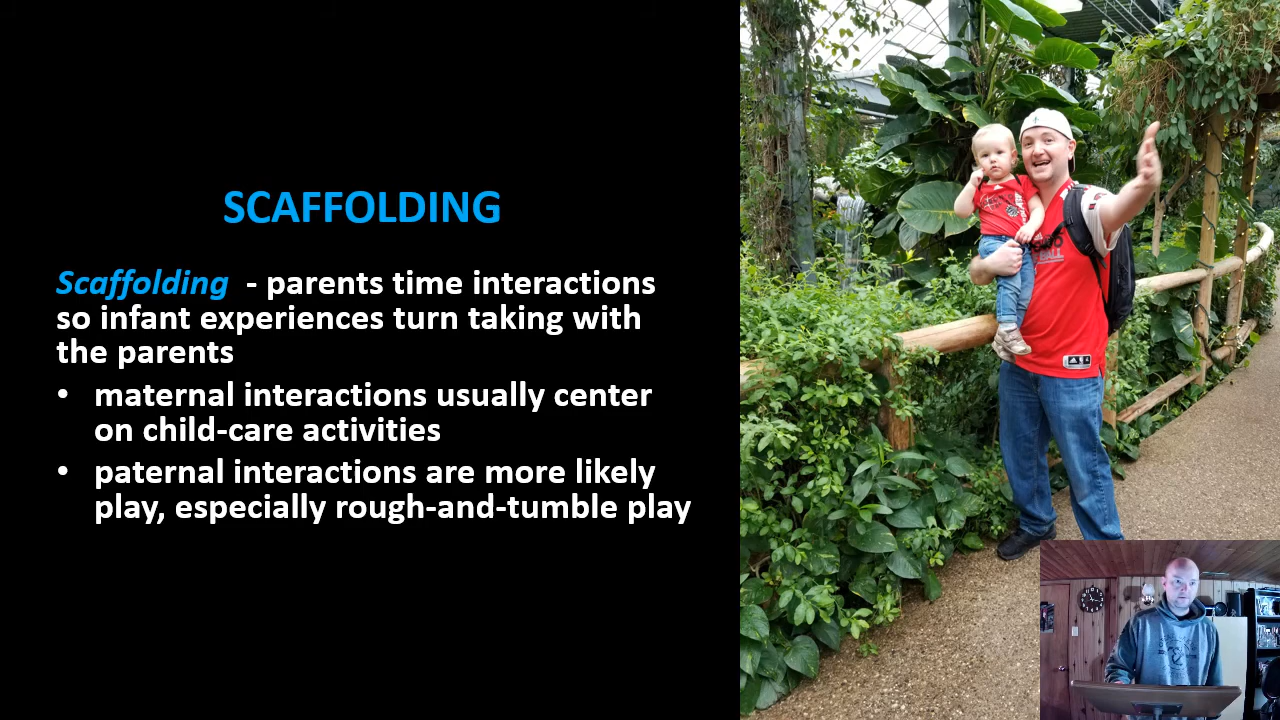 SCAFFOLDING
Scaffolding - parents time interactions
so infant experiences turn taking with
the parents
• maternal interactions usually center
on child-care activities
• paternal interactions are more likely
play, especially rough-and-tumble play